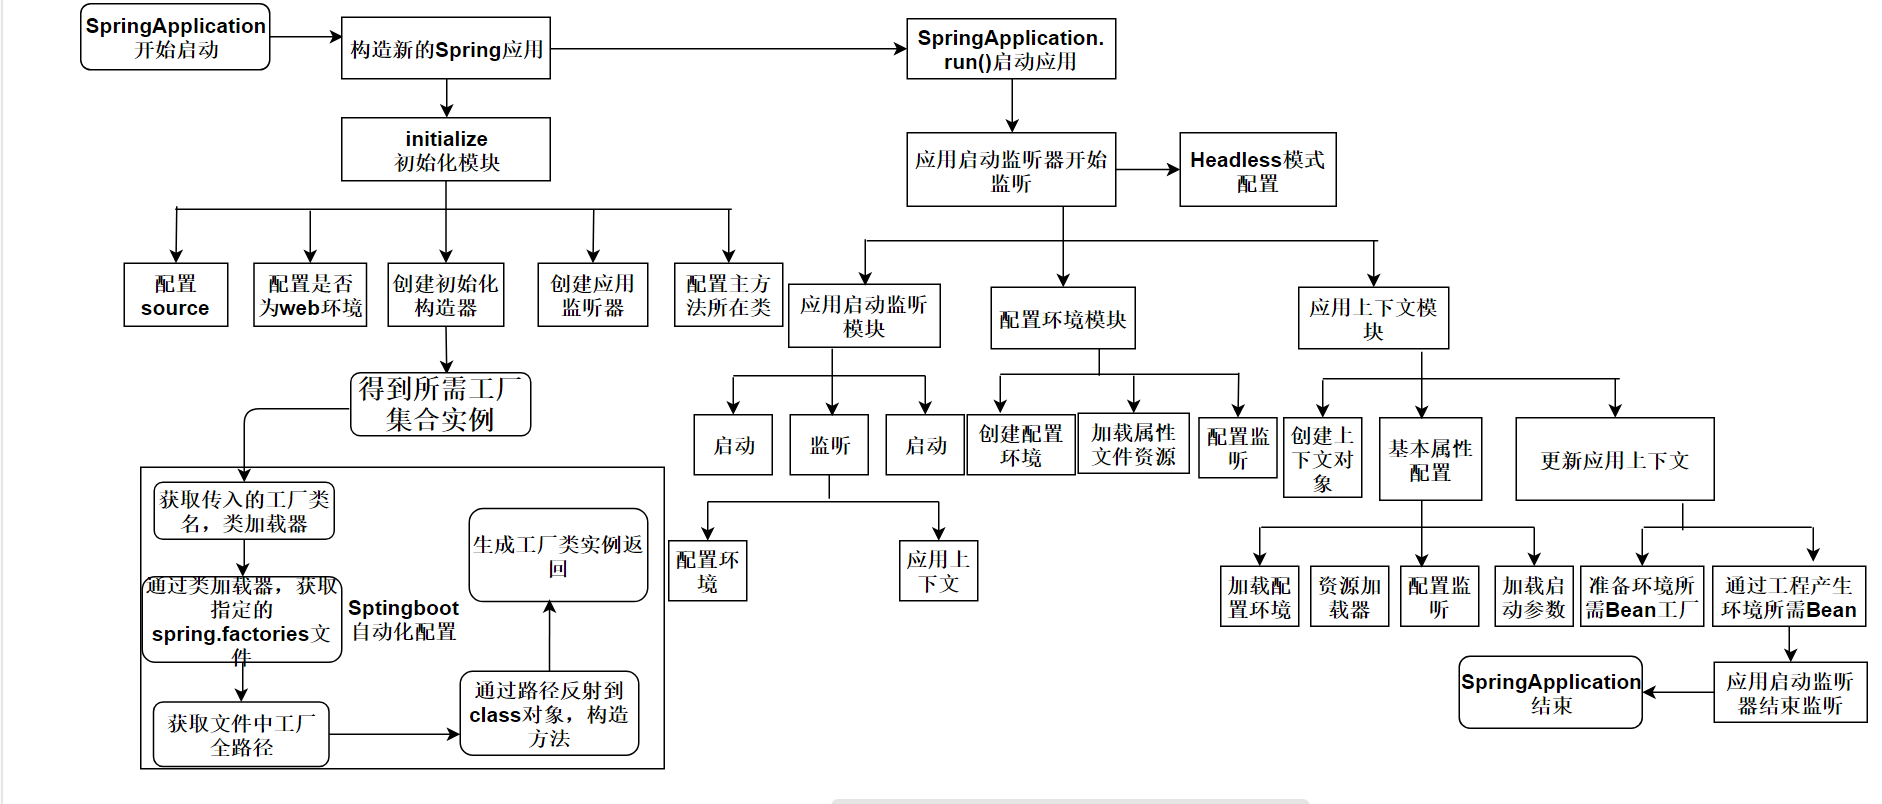 SpringApplication
开始启动
构造新的Spring应用
SpringApplication.
run()启动应用
initialize
初始化模块
应用启动监听器开始
监听
Headless模式
配置
配置
source
配置是否
为web环境
创建初始化
构造器
创建应用
监听器
配置主方
法所在类
应用启动监听
模块
配置环境模块
应用上下文模
块
得到所需工厂
集合实例
启动
监听
启动
创建配置
环境
加载属性
文件资源
配置监
听
创建上
下文对
象
基本属性
配置
更新应用上下文
获取传入的工厂类
名，类加载器
生成工厂类实例返
回
配置环
境
应用上
下文
通过类加载器，获取
指定的
spring.factories文
件
Sptingboot
自动化配置
加载配
置环境
资源加
载器
配置监
听
加载启
动参数
准备环境所
需Bean工厂
通过工程产生
环境所需Bean
获取文件中工厂
全路径
通过路径反射到
class对象，构造
方法
SpringApplication
结束
应用启动监听
器结束监听